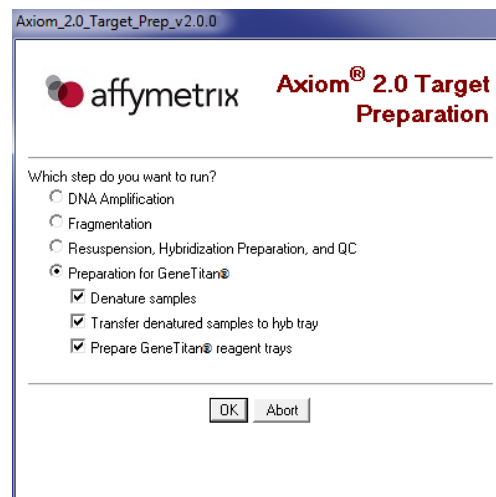 Axiom_2.0_Target_Prep_v2.0.0
affymetrix
Axiom® 2.0 Target
Preparation
Which step do you want to run?
DNA Amplification
Fragmentation
Resuspension, Hybridization Preparation, and QC
Preparation for GeneTitan®
Denature samples
Transfer denatured samples to hyb tray
Prepare GeneTitan® reagent trays
OK Abort